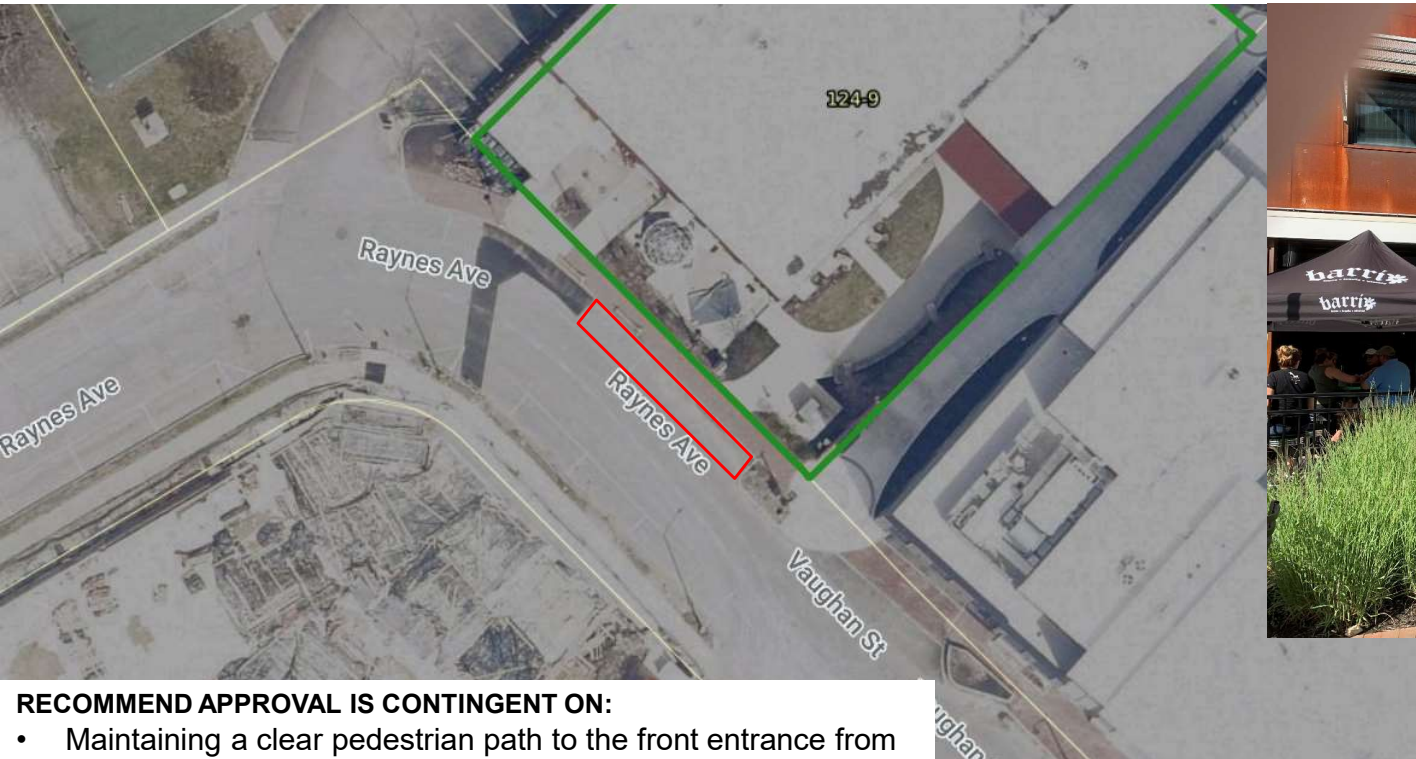 124-9
Raynes Ave
Raynes Ave
Raynes Ave
Vaughan St
ughan
barrio
barrio
RECOMMEND APPROVAL IS CONTINGENT ON:
• Maintaining a clear pedestrian path to the front entrance from